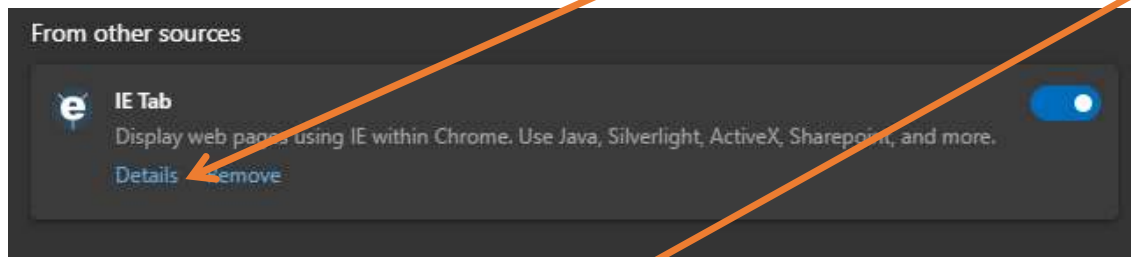 From other sources
IE Tab
Display web pages using IE within Chrome. Use Java, Silverlight, ActiveX, Sharepoint, and more.
Details Remove